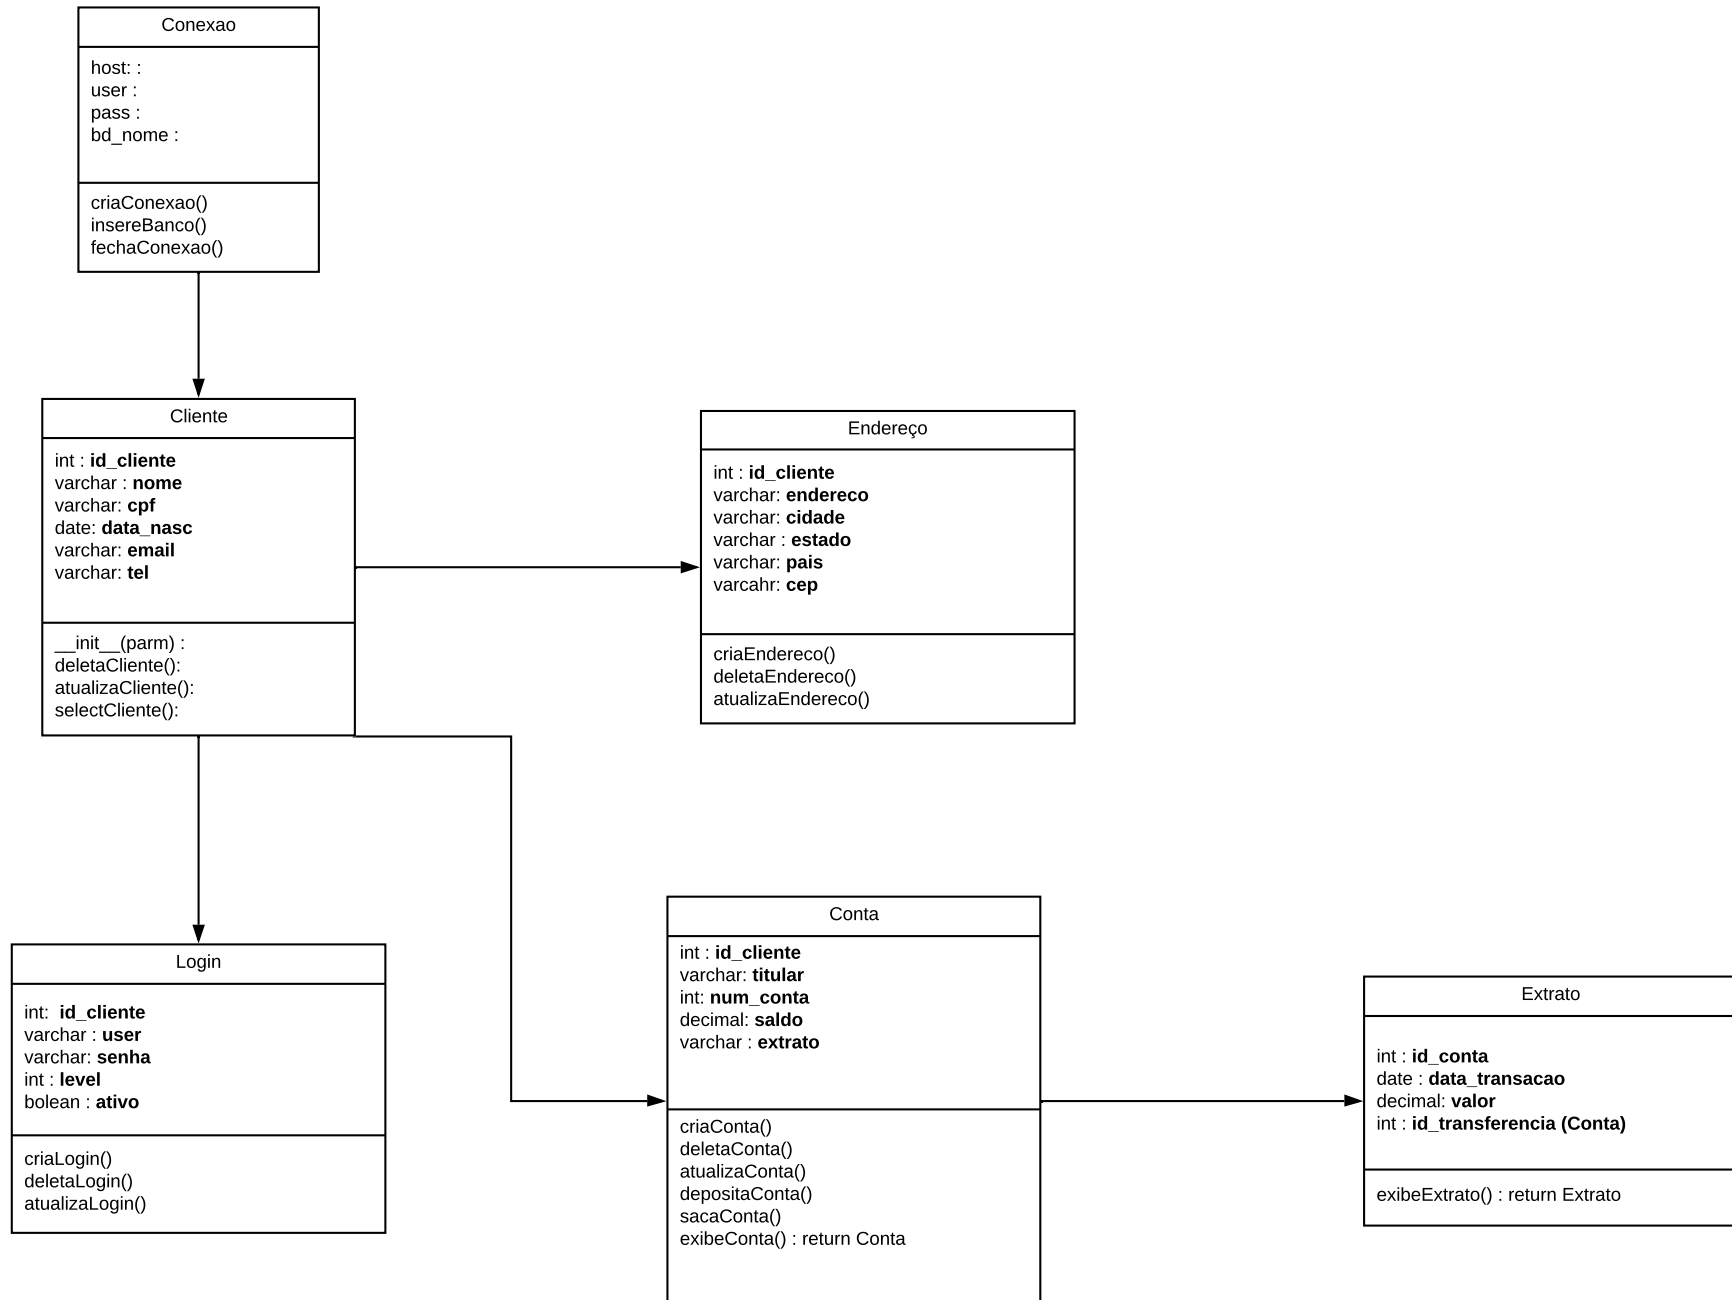 Conexao
host: :
user :
pass :
bd_nome :
criaConexao()
insereBanco()
fechaConexao()
Cliente
int : id_cliente
varchar : nome
varchar: cpf
date: data_nasc
varchar: email
varchar: tel
__init__(parm) :
deletaCliente():
atualizaCliente():
selectCliente():
Endereço
int : id_cliente
varchar: endereco
varchar: cidade
varchar : estado
varchar: pais
varcahr: cep
criaEndereco()
deletaEndereco()
atualizaEndereco()
Login
int:  id_cliente
varchar : user
varchar: senha
int : level
bolean : ativo
criaLogin()
deletaLogin()
atualizaLogin()
Conta
int : id_cliente
varchar: titular
int: num_conta
decimal: saldo
varchar : extrato
criaConta()
deletaConta()
atualizaConta()
depositaConta()
sacaConta()
exibeConta() : return Conta
Extrato
int : id_conta
date : data_transacao
decimal: valor
int : id_transferencia (Conta)
exibeExtrato() : return Extrato